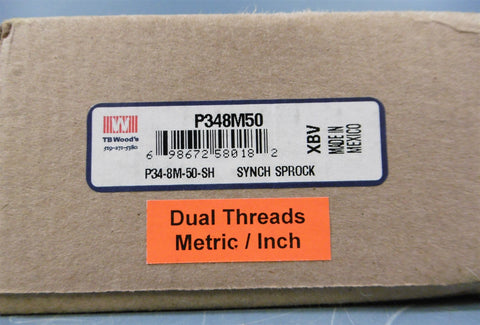 P348M50
TB Wood's
6 98672 58018 2
XBV
MADE IN
MEXICO
P34-8M-50-SH SYNCH SPROCK
Dual Threads
Metric / Inch